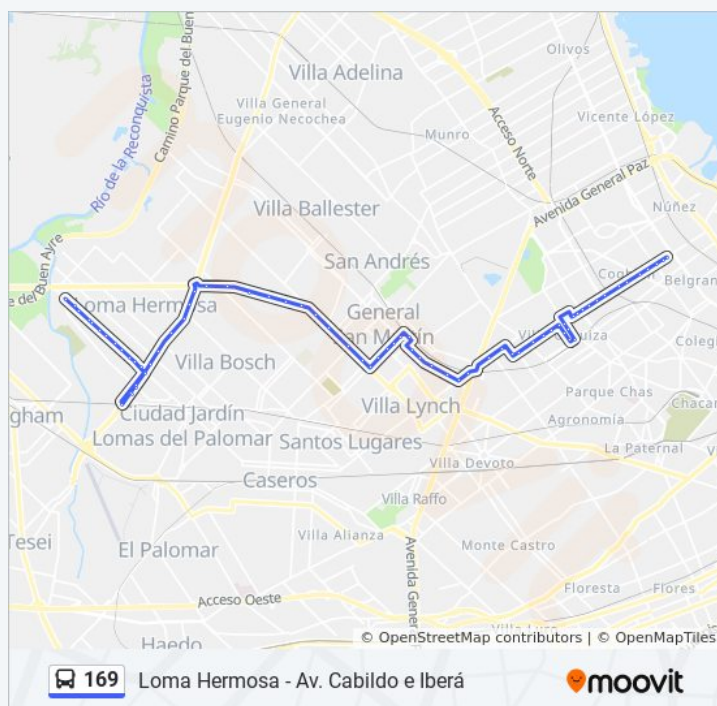 Olivos
Villa Adelina
Vicente López
Río de la Reconquista
Camino Parque del Buen
Villa General
Eugenio Necochea
Acceso Norte
Munro
Avenida General Paz
Núñez
Villa Ballester
San Andrés
Belgran
e del Buen Ayre
Loma Hermosa
General
Colegi
Villa Bosch
Parque Chas
Chacar
Ciudad Jardín
Lomas del Palomar
Villa Lynch
Agronomía
gham
Santos Lugares
La Paternal
Villa Devoto
Caseros
Villa Raffo
Tesei
El Palomar
Villa Alianza
Monte Castro
Avenida Gener
Floresta
Flores
Acceso Oeste
Haedo
© OpenStreetMap contributors | © OpenMapTiles
169 Loma Hermosa - Av. Cabildo e Iberá
moovit